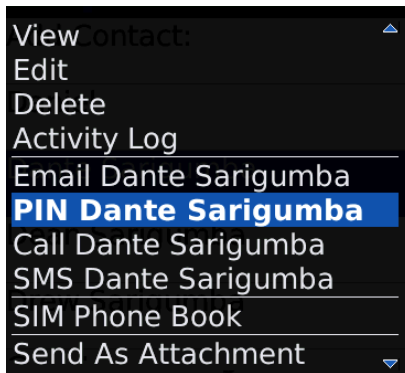 View
Edit
Delete
Activity Log
Email Dante Sarigumba
PIN Dante Sarigumba
Call Dante Sarigumba
SMS Dante Sarigumba
SIM Phone Book
Send As Attachment